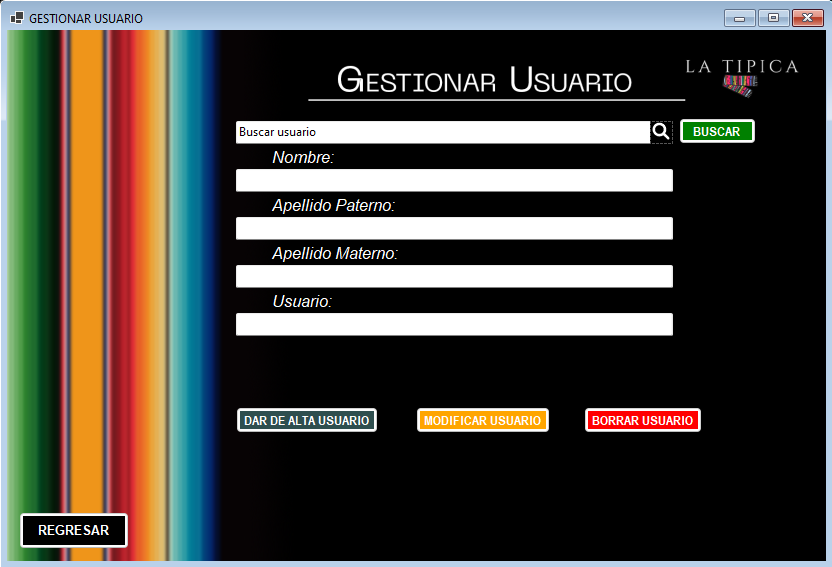 GESTIONAR USUARIO
GESTIONAR USUARIO
LA TIPICA
Buscar usuario
BUSCAR
Nombre:
Apellido Paterno:
Apellido Materno:
Usuario:
DAR DE ALTA USUARIO
MODIFICAR USUARIO
BORRAR USUARIO
REGRESAR